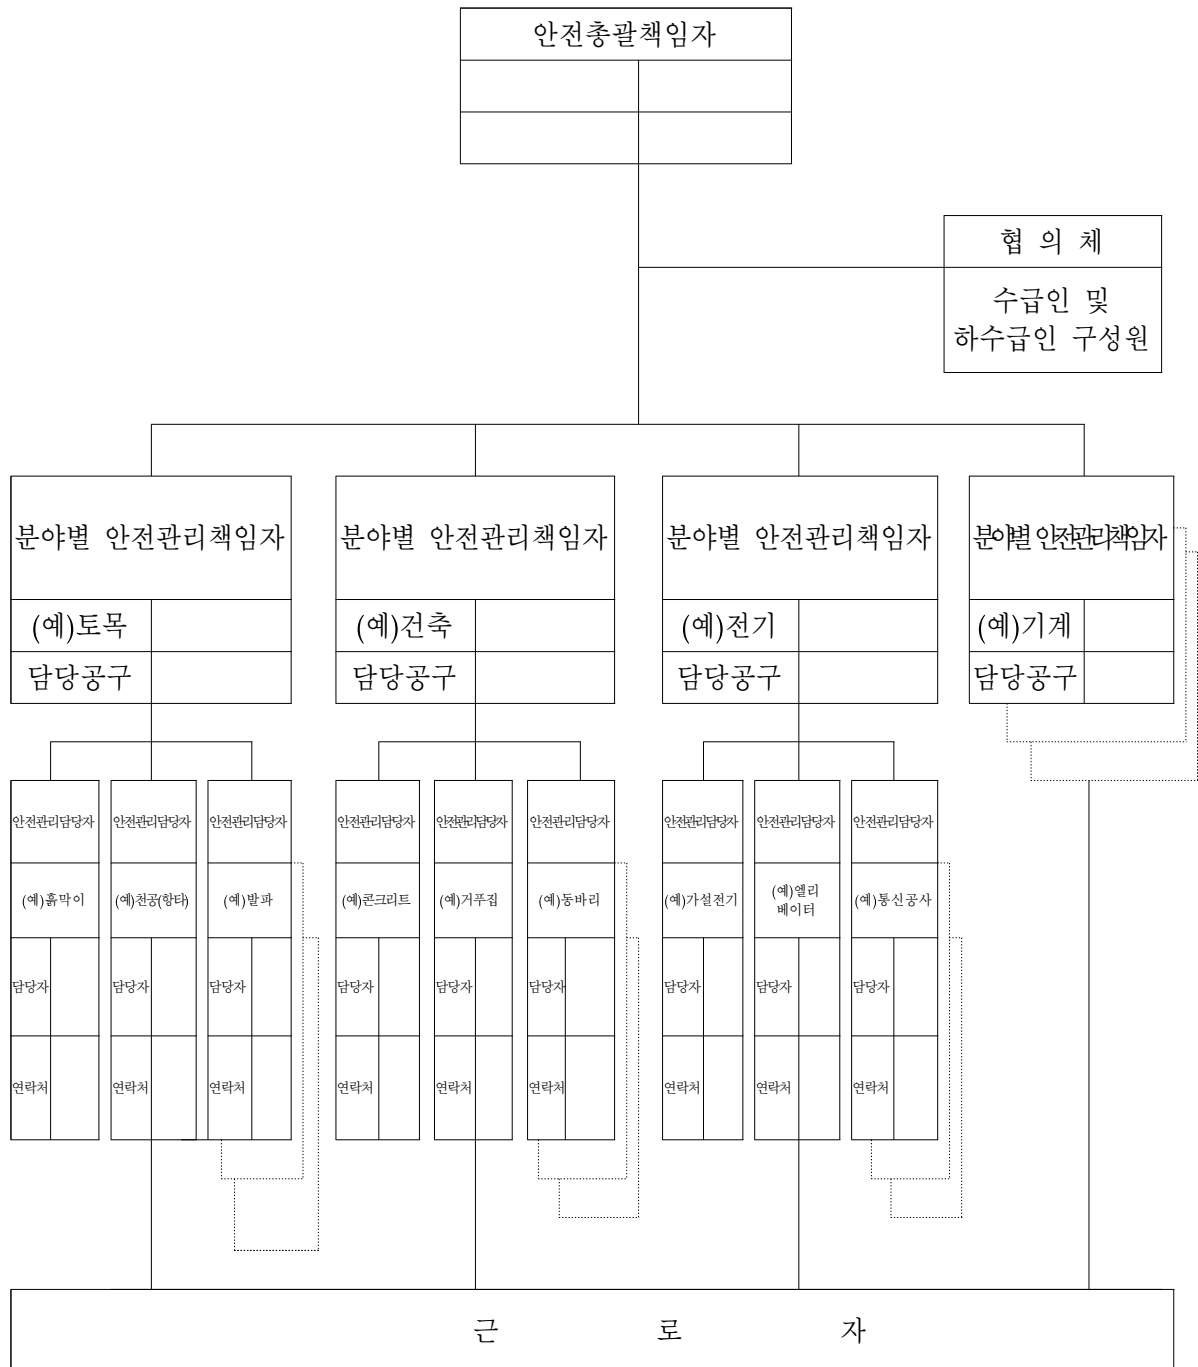 안전총괄책임자
협 의 체
수급인 및
하수급인 구성원
분야별 안전관리책임자
분야별 안전관리책임자
분야별 안전관리책임자
분야별안전관리책임자
(예)토목
(예)건축
(예)전기
(예)기계
담당공구
담당공구
담당공구
담당공구
안전관리담당자
안전관리담당자
안전관리담당자
안전관리담당자
안전관리담당자
안전관리담당자
안전관리담당자
안전관리담당자
안전관리담당자
(예)흙막이
(예)천공(항타)
(예)발파
(예)콘크리트
(예)거푸집
(예)동바리
(예)가설전기
(예)엘리
베이터
(예)통신공사
담당자
담당자
담당자
담당자
담당자
담당자
담당자
담당자
담당자
연락처
연락처
연락처
연락처
연락처
연락처
연락처
연락처
연락처
근 로 자